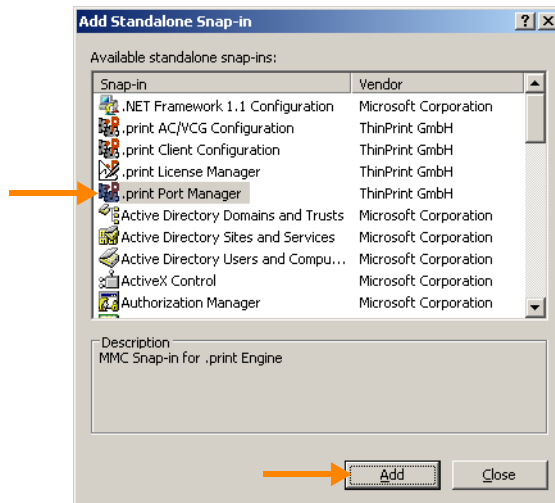 Add Standalone Snap-in
Available standalone snap-ins:
Snap-in Vendor
.NET Framework 1.1 Configuration Microsoft Corporation
.print AC/VCG Configuration ThinPrint GmbH
.print Client Configuration ThinPrint GmbH
.print License Manager ThinPrint GmbH
.print Port Manager ThinPrint GmbH
Active Directory Domains and Trusts Microsoft Corporation
Active Directory Sites and Services Microsoft Corporation
Active Directory Users and Compu... Microsoft Corporation
ActiveX Control Microsoft Corporation
Authorization Manager Microsoft Corporation
Description
MMC Snap-in for .print Engine
Add Close